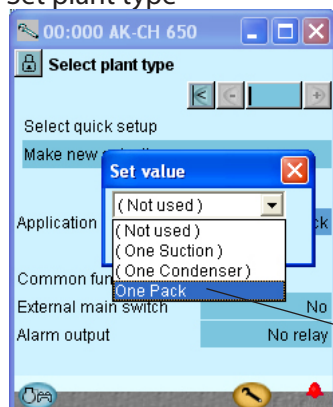 Set plant type
00:000 AK-CH 650
Select plant type
Select quick setup
Make new
Set value
(Not used)
Application
(Not used)
(One Suction)
(One Condenser)
One Pack
Common fun
External main switch No
Alarm output No relay